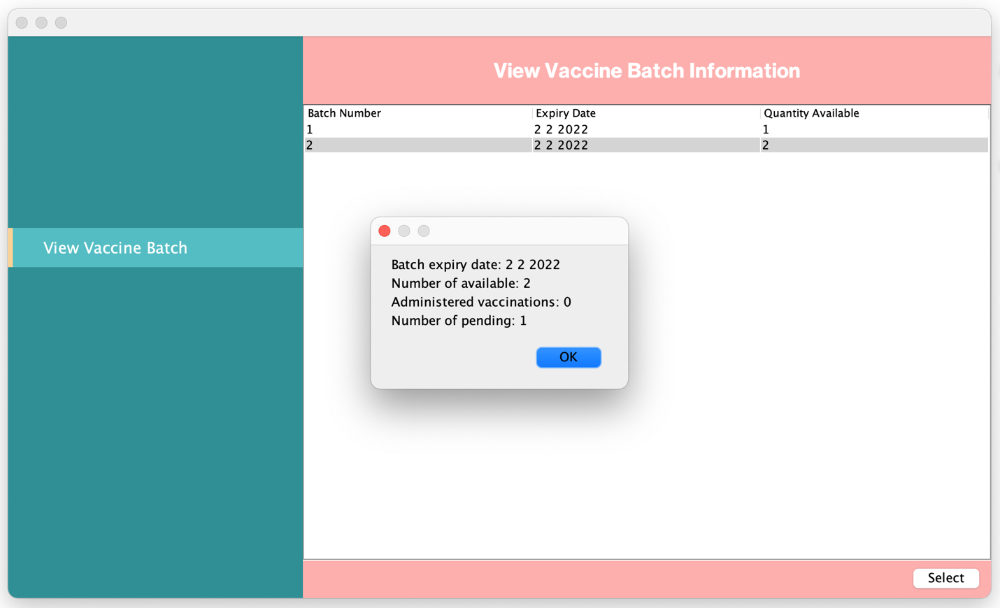 View Vaccine Batch Information
Batch Number Expiry Date Quantity Available
1 2 2 2022 1
2 2 2 2022 2
View Vaccine Batch
Batch expiry date: 2 2 2022
Number of available: 2
Administered vaccinations: 0
Number of pending: 1
OK
Select